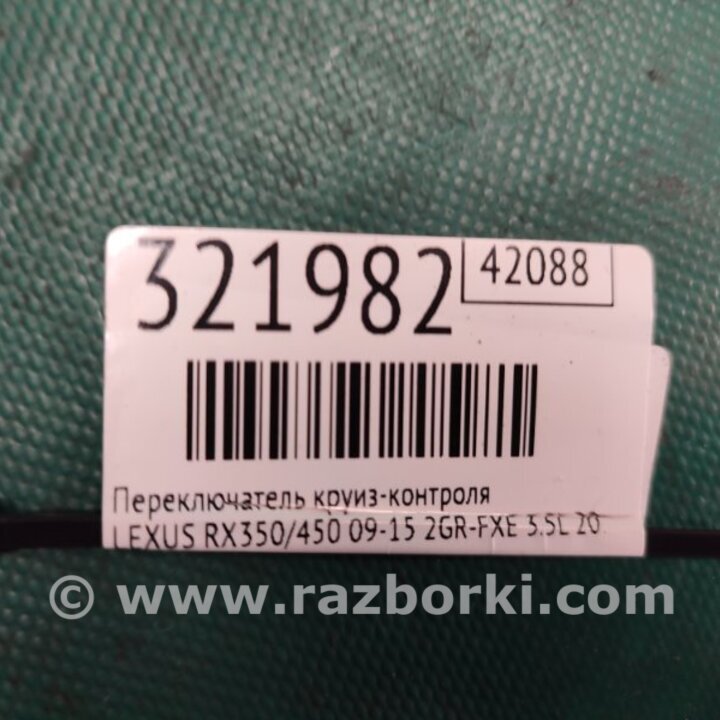 321982
42088
Переключатель круиз-контроля
LEXUS RX350/450 09-15 2GR-FXE 3.5L 20
© www.razborki.com